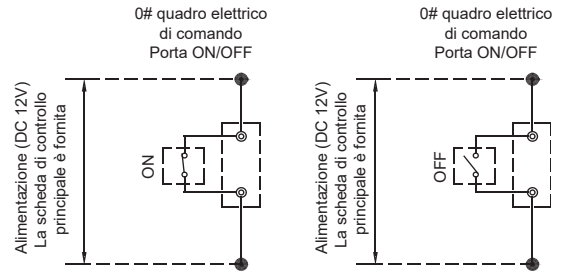 0# quadro elettrico
di comando
Porta ON/OFF
Alimentazione (DC 12V)
La scheda di controllo
principale è fornita
ON
0# quadro elettrico
di comando
Porta ON/OFF
Alimentazione (DC 12V)
La scheda di controllo
principale è fornita
OFF